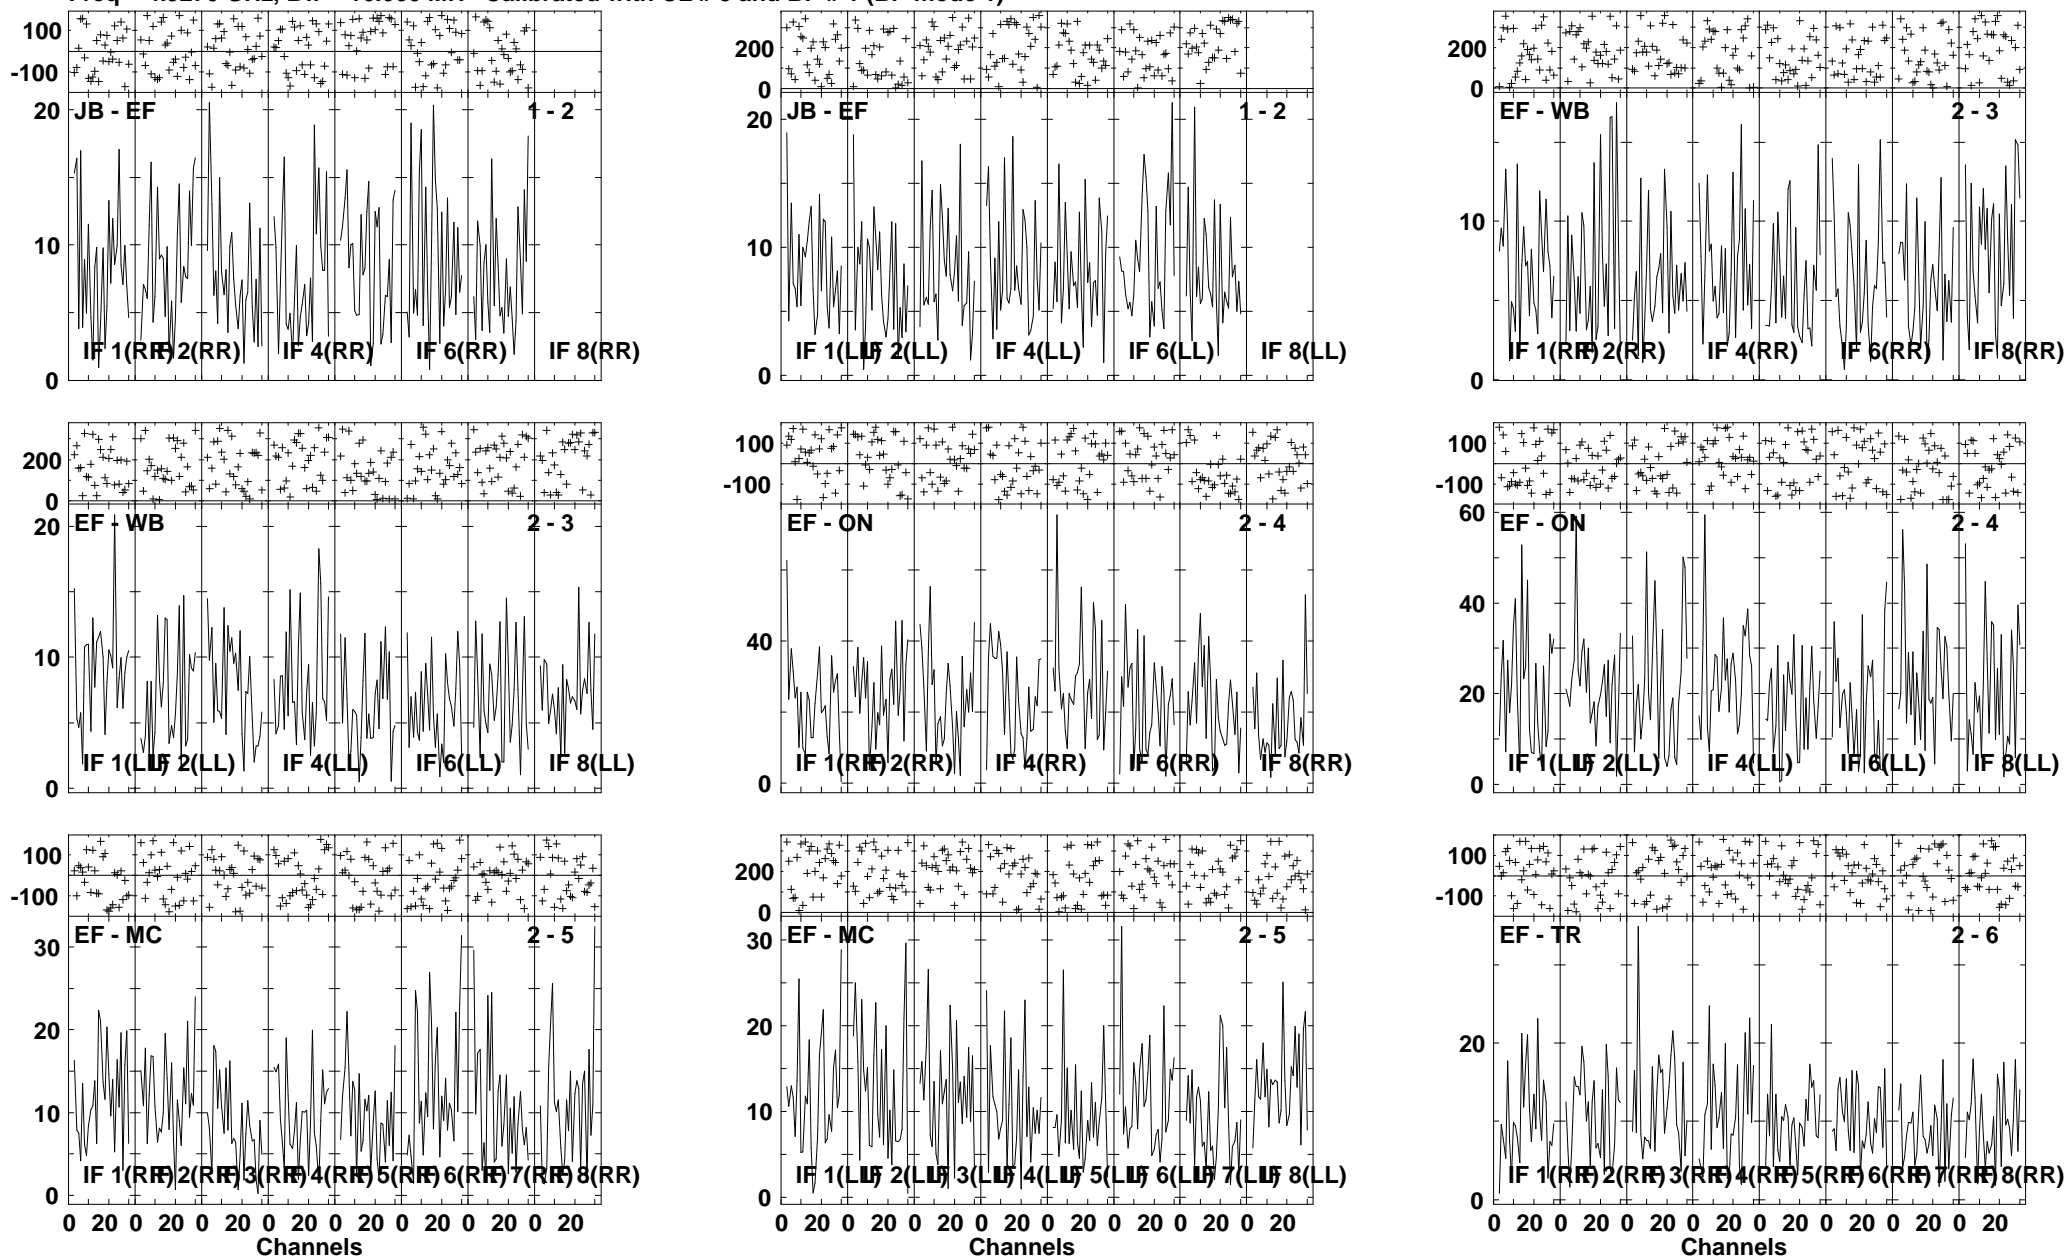 100
-100
JB - EF 1 - 2
20
10
0
IF 1(RR) IF 2(RR) IF 4(RR) IF 6(RR) IF 8(RR)
200
0
JB - EF 1 - 2
20
10
0
IF 1(LL) IF 2(LL) IF 4(LL) IF 6(LL) IF 8(LL)
200
0
EF - WB 2 - 3
10
0
IF 1(RR) IF 2(RR) IF 4(RR) IF 6(RR) IF 8(RR)
200
0
EF - WB 2 - 3
20
10
0
IF 1(LL) IF 2(LL) IF 4(LL) IF 6(LL) IF 8(LL)
100
-100
EF - ON 2 - 4
40
0
IF 1(RR) IF 2(RR) IF 4(RR) IF 6(RR) IF 8(RR)
100
-100
60
EF - ON 2 - 4
40
20
0
IF 1(LL) IF 2(LL) IF 4(LL) IF 6(LL) IF 8(LL)
100
-100
EF - MC 2 - 5
30
20
10
0
IF 1(RR) IF 2(RR) IF 3(RR) IF 4(RR) IF 5(RR) IF 6(RR) IF 7(RR) IF 8(RR)
0 20 0 20 0 20 0 20 0 20 0 20 0 20 0 20
Channels
200
0
EF - MC 2 - 5
30
20
10
0
IF 1(LL) IF 2(LL) IF 3(LL) IF 4(LL) IF 5(LL) IF 6(LL) IF 7(LL) IF 8(LL)
0 20 0 20 0 20 0 20 0 20 0 20 0 20 0 20
Channels
100
-100
EF - TR 2 - 6
20
0
IF 1(RR) IF 2(RR) IF 3(RR) IF 4(RR) IF 5(RR) IF 6(RR) IF 7(RR) IF 8(RR)
0 20 0 20 0 20 0 20 0 20 0 20 0 20 0 20
Channels